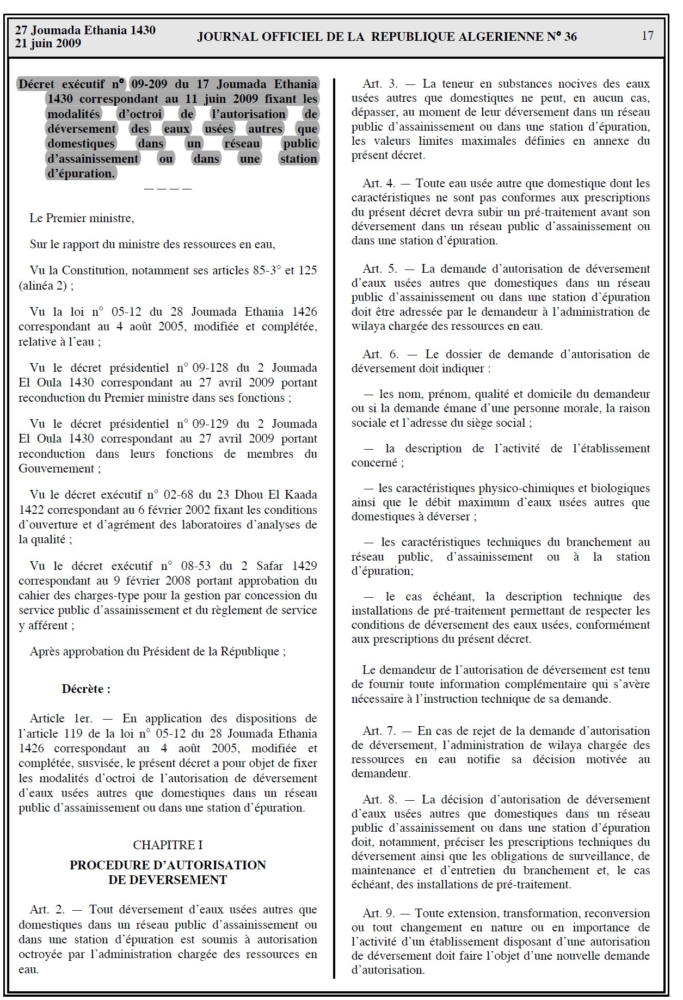 27 Joumada Ethania 1430
21 juin 2009
JOURNAL OFFICIEL DE LA REPUBLIQUE ALGERIENNE N° 36
17
Décret exécutif n° 09-209 du 17 Joumada Ethania
1430 correspondant au 11 juin 2009 fixant les
modalités d’octroi de l’autorisation de
déversement des eaux usées autres que
domestiques dans un réseau public
d’assainissement ou dans une station
d’épuration.
————
Le Premier ministre,
Sur le rapport du ministre des ressources en eau,
Vu la Constitution, notamment ses articles 85-3° et 125
(alinéa 2) ;
Vu la loi n° 05-12 du 28 Joumada Ethania 1426
correspondant au 4 août 2005, modifiée et complétée,
relative à l’eau ;
Vu le décret présidentiel n° 09-128 du 2 Joumada
El Oula 1430 correspondant au 27 avril 2009 portant
reconduction du Premier ministre dans ses fonctions ;
Vu le décret présidentiel n° 09-129 du 2 Joumada
El Oula 1430 correspondant au 27 avril 2009 portant
reconduction dans leurs fonctions de membres du
Gouvernement ;
Vu le décret exécutif n° 02-68 du 23 Dhou El Kaada
1422 correspondant au 6 février 2002 fixant les conditions
d’ouverture et d’agrément des laboratoires d’analyses de
la qualité ;
Vu le décret exécutif n° 08-53 du 2 Safar 1429
correspondant au 9 février 2008 portant approbation du
cahier des charges-type pour la gestion par concession du
service public d’assainissement et du règlement de service
y afférent ;
Après approbation du Président de la République ;
Décrète :
Article 1er. — En application des dispositions de
l’article 119 de la loi n° 05-12 du 28 Joumada Ethania
1426 correspondant au 4 août 2005, modifiée et
complétée, susvisée, le présent décret a pour objet de fixer
les modalités d’octroi de l’autorisation de déversement
d’eaux usées autres que domestiques dans un réseau
public d’assainissement ou dans une station d’épuration.
CHAPITRE I
PROCEDURE D’AUTORISATION
DE DEVERSEMENT
Art. 2. — Tout déversement d’eaux usées autres que
domestiques dans un réseau public d’assainissement ou
dans une station d’épuration est soumis à autorisation
octroyée par l’administration chargée des ressources en
eau.
Art. 3. — La teneur en substances nocives des eaux
usées autres que domestiques ne peut, en aucun cas,
dépasser, au moment de leur déversement dans un réseau
public d’assainissement ou dans une station d’épuration,
les valeurs limites maximales définies en annexe du
présent décret.
Art. 4. — Toute eau usée autre que domestique dont les
caractéristiques ne sont pas conformes aux prescriptions
du présent décret devra subir un pré-traitement avant son
déversement dans un réseau public d’assainissement ou
dans une station d’épuration.
Art. 5. — La demande d’autorisation de déversement
d’eaux usées autres que domestiques dans un réseau
public d’assainissement ou dans une station d’épuration
doit être adressée par le demandeur à l’administration de
wilaya chargée des ressources en eau.
Art. 6. — Le dossier de demande d’autorisation de
déversement doit indiquer :
— les nom, prénom, qualité et domicile du demandeur
ou si la demande émane d’une personne morale, la raison
sociale et l’adresse du siège social ;
— la description de l’activité de l’établissement
concerné ;
— les caractéristiques physico-chimiques et biologiques
ainsi que le débit maximum d’eaux usées autres que
domestiques à déverser ;
— les caractéristiques techniques du branchement au
réseau public, d’assainissement ou à la station
d’épuration;
— le cas échéant, la description technique des
installations de pré-traitement permettant de respecter les
conditions de déversement des eaux usées, conformément
aux prescriptions du présent décret.
Le demandeur de l’autorisation de déversement est tenu
de fournir toute information complémentaire qui s’avère
nécessaire à l’instruction technique de sa demande.
Art. 7. — En cas de rejet de la demande d’autorisation
de déversement, l’administration de wilaya chargée des
ressources en eau notifie sa décision motivée au
demandeur.
Art. 8. — La décision d’autorisation de déversement
d’eaux usées autres que domestiques dans un réseau
public d’assainissement ou dans une station d’épuration
doit, notamment, préciser les prescriptions techniques du
déversement ainsi que les obligations de surveillance, de
maintenance et d’entretien du branchement et, le cas
échéant, des installations de pré-traitement.
Art. 9. — Toute extension, transformation, reconversion
ou tout changement en nature ou en importance de
l’activité d’un établissement disposant d’une autorisation
de déversement doit faire l’objet d’une nouvelle demande
d’autorisation.